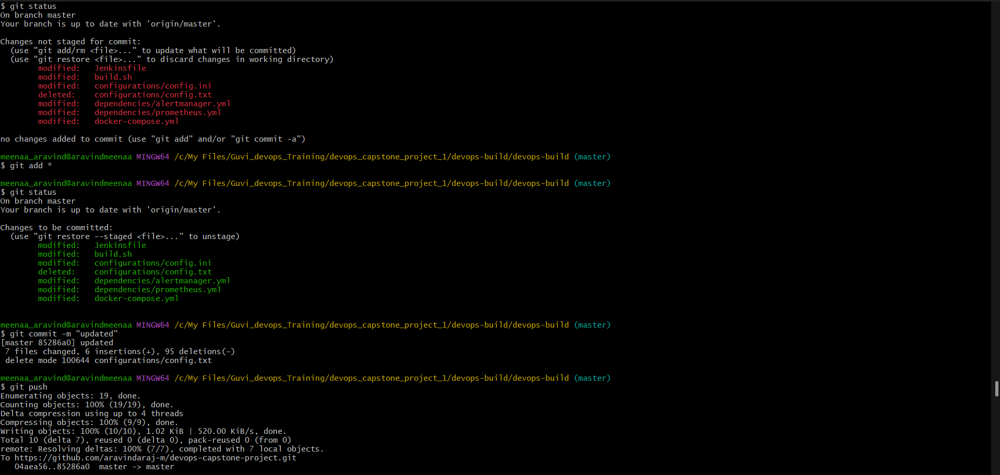 $ git status
On branch master
Your branch is up to date with 'origin/master'.
Changes not staged for commit:
  (use "git add/rm <file>..." to update what will be committed)
  (use "git restore <file>..." to discard changes in working directory)
        modified:   Jenkinsfile
        modified:   build.sh
        modified:   configurations/config.ini
        deleted:    configurations/config.txt
        modified:   dependencies/alertmanager.yml
        modified:   dependencies/prometheus.yml
        modified:   docker-compose.yml
no changes added to commit (use "git add" and/or "git commit -a")
meenaa_aravind@aravindmeenaa MINGW64 /c/My Files/Guvi_devops_Training/devops_capstone_project_1/devops-build/devops-build (master)
$ git add *
meenaa_aravind@aravindmeenaa MINGW64 /c/My Files/Guvi_devops_Training/devops_capstone_project_1/devops-build/devops-build (master)
$ git status
On branch master
Your branch is up to date with 'origin/master'.
Changes to be committed:
  (use "git restore --staged <file>..." to unstage)
        modified:   Jenkinsfile
        modified:   build.sh
        modified:   configurations/config.ini
        deleted:    configurations/config.txt
        modified:   dependencies/alertmanager.yml
        modified:   dependencies/prometheus.yml
        modified:   docker-compose.yml
meenaa_aravind@aravindmeenaa MINGW64 /c/My Files/Guvi_devops_Training/devops_capstone_project_1/devops-build/devops-build (master)
$ git commit -m "updated"
[master 85286a0] updated
 7 files changed, 6 insertions(+), 95 deletions(-)
 delete mode 100644 configurations/config.txt
meenaa_aravind@aravindmeenaa MINGW64 /c/My Files/Guvi_devops_Training/devops_capstone_project_1/devops-build/devops-build (master)
$ git push
Enumerating objects: 19, done.
Counting objects: 100% (19/19), done.
Delta compression using up to 4 threads
Compressing objects: 100% (9/9), done.
Writing objects: 100% (10/10), 1.02 KiB | 520.00 KiB/s, done.
Total 10 (delta 7), reused 0 (delta 0), pack-reused 0 (from 0)
remote: Resolving deltas: 100% (7/7), completed with 7 local objects.
To https://github.com/aravindaraj-m/devops-capstone-project.git
   04aea56..85286a0  master -> master